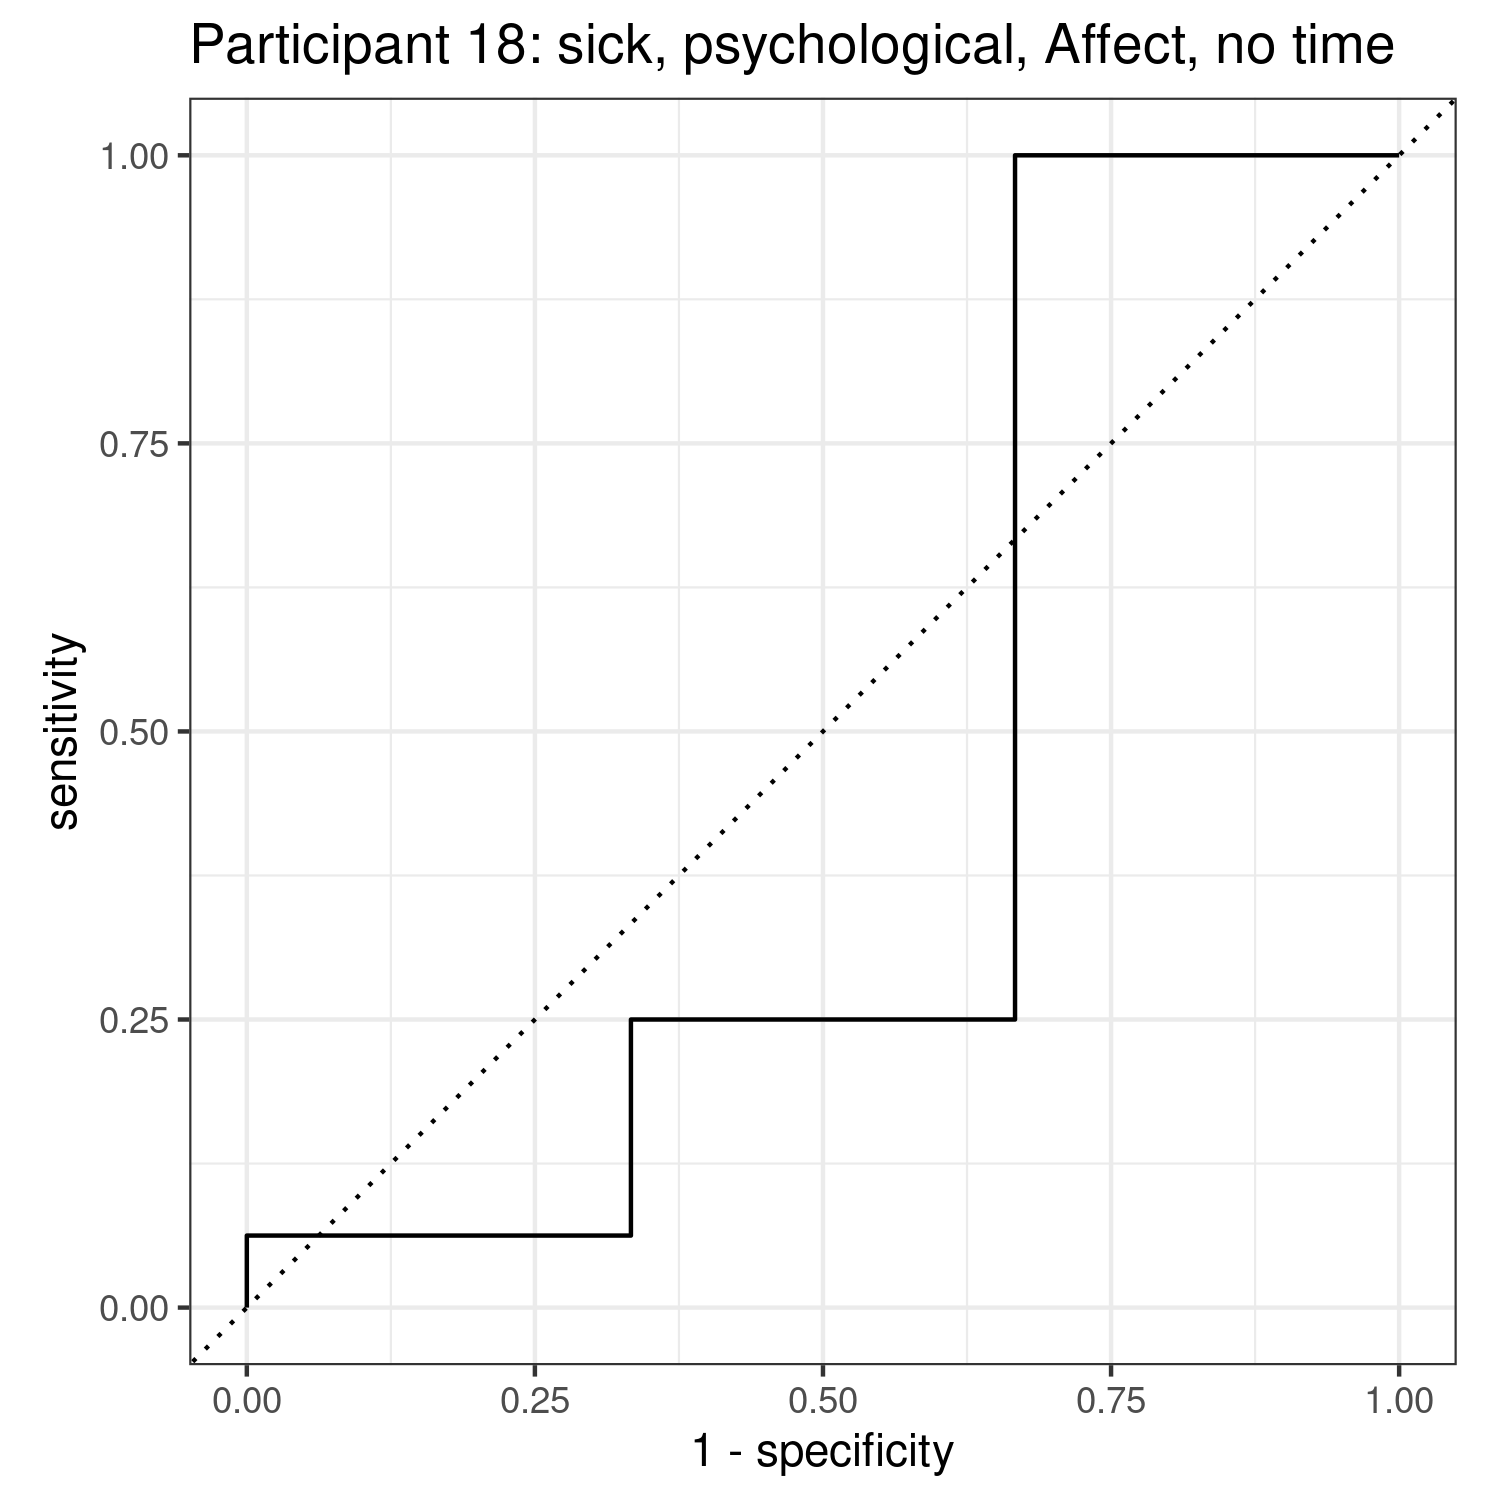 Participant 18: sick, psychological, Affect, no time
1.00
0.75
0.50
0.25
0.00
sensitivity
0.00 0.25 0.50 0.75 1.00
1 - specificity